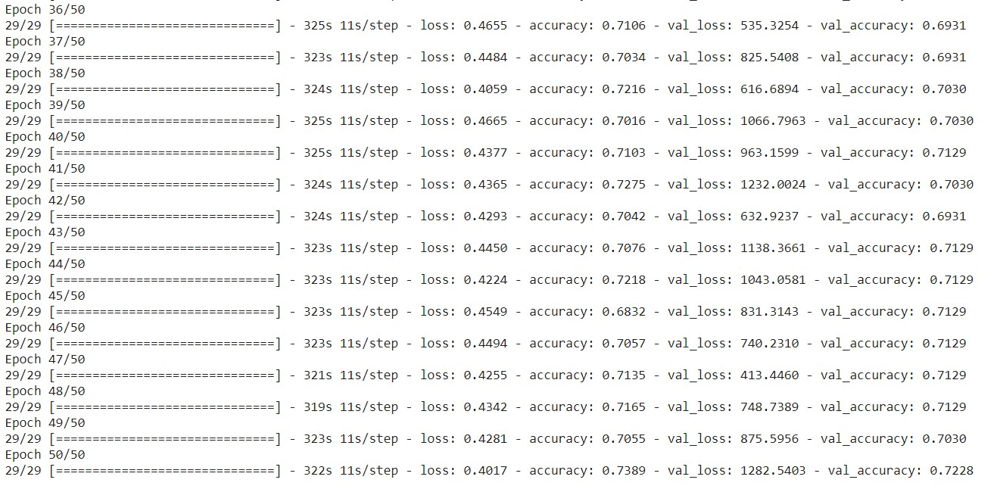 Epoch 36/50
29/29 [==============================] - 325s 11s/step - loss: 0.4655 - accuracy: 0.7106 - val_loss: 535.3254 - val_accuracy: 0.6931
Epoch 37/50
29/29 [==============================] - 323s 11s/step - loss: 0.4484 - accuracy: 0.7034 - val_loss: 825.5408 - val_accuracy: 0.6931
Epoch 38/50
29/29 [==============================] - 324s 11s/step - loss: 0.4059 - accuracy: 0.7216 - val_loss: 616.6894 - val_accuracy: 0.7030
Epoch 39/50
29/29 [==============================] - 325s 11s/step - loss: 0.4665 - accuracy: 0.7016 - val_loss: 1066.7963 - val_accuracy: 0.7030
Epoch 40/50
29/29 [==============================] - 325s 11s/step - loss: 0.4377 - accuracy: 0.7103 - val_loss: 963.1599 - val_accuracy: 0.7129
Epoch 41/50
29/29 [==============================] - 324s 11s/step - loss: 0.4365 - accuracy: 0.7275 - val_loss: 1232.0024 - val_accuracy: 0.7030
Epoch 42/50
29/29 [==============================] - 324s 11s/step - loss: 0.4293 - accuracy: 0.7042 - val_loss: 632.9237 - val_accuracy: 0.6931
Epoch 43/50
29/29 [==============================] - 323s 11s/step - loss: 0.4450 - accuracy: 0.7076 - val_loss: 1138.3661 - val_accuracy: 0.7129
Epoch 44/50
29/29 [==============================] - 323s 11s/step - loss: 0.4224 - accuracy: 0.7218 - val_loss: 1043.0581 - val_accuracy: 0.7129
Epoch 45/50
29/29 [==============================] - 323s 11s/step - loss: 0.4549 - accuracy: 0.6832 - val_loss: 831.3143 - val_accuracy: 0.7129
Epoch 46/50
29/29 [==============================] - 323s 11s/step - loss: 0.4494 - accuracy: 0.7057 - val_loss: 740.2310 - val_accuracy: 0.7129
Epoch 47/50
29/29 [==============================] - 321s 11s/step - loss: 0.4255 - accuracy: 0.7135 - val_loss: 413.4460 - val_accuracy: 0.7129
Epoch 48/50
29/29 [==============================] - 319s 11s/step - loss: 0.4342 - accuracy: 0.7165 - val_loss: 748.7389 - val_accuracy: 0.7129
Epoch 49/50
29/29 [==============================] - 323s 11s/step - loss: 0.4281 - accuracy: 0.7055 - val_loss: 875.5956 - val_accuracy: 0.7030
Epoch 50/50
29/29 [==============================] - 322s 11s/step - loss: 0.4017 - accuracy: 0.7389 - val_loss: 1282.5403 - val_accuracy: 0.7228